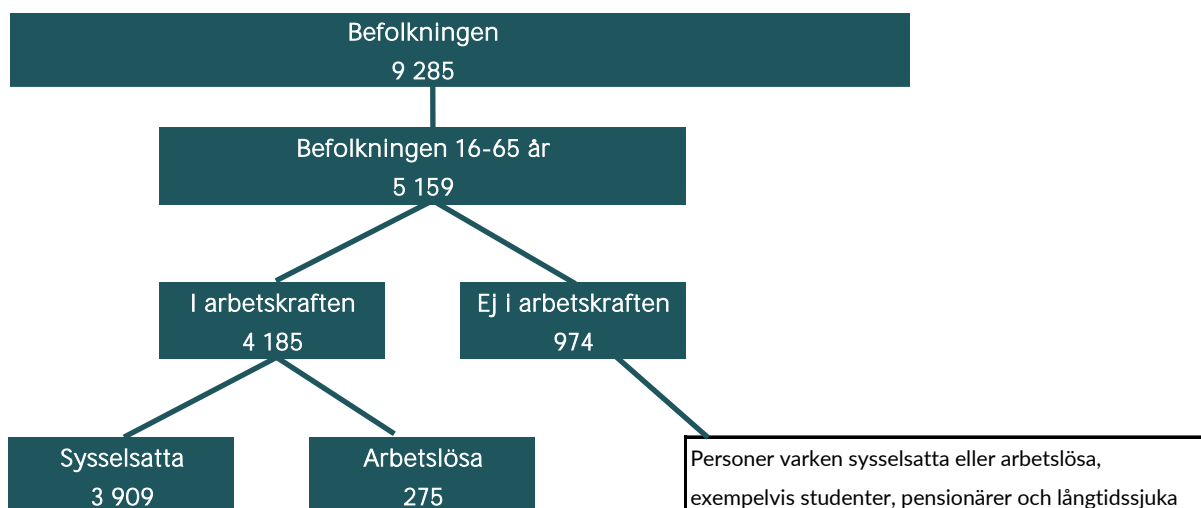 Befolkningen
9 285
Befolkningen 16-65 år
5 159
I arbetskraften
4 185
Ej i arbetskraften
974
Sysselsatta
3 909
Arbetslösa
275
Personer varken sysselsatta eller arbetslösa,
exempelvis studenter, pensionärer och långtidssjuka